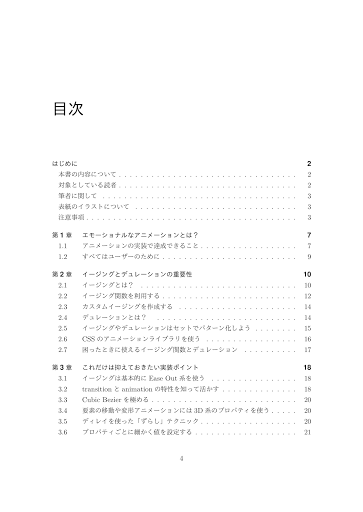 目次
はじめに 2
本書の内容について . . . . . . . . . . . . . . . . . . . . . . . . . . . . . . . 2
対象としている読者 . . . . . . . . . . . . . . . . . . . . . . . . . . . . . . . 2
筆者に関して . . . . . . . . . . . . . . . . . . . . . . . . . . . . . . . . . . 3
表紙のイラストについて . . . . . . . . . . . . . . . . . . . . . . . . . . . . 3
注意事項 . . . . . . . . . . . . . . . . . . . . . . . . . . . . . . . . . . . . 3
第 1 章 エモーショナルなアニメーションとは？ 7
1.1 アニメーションの実装で達成できること . . . . . . . . . . . . . . . . . 7
1.2 すべてはユーザーのために . . . . . . . . . . . . . . . . . . . . . . . . 9
第 2 章 イージングとデュレーションの重要性 10
2.1 イージングとは？ . . . . . . . . . . . . . . . . . . . . . . . . . . . . 10
2.2 イージング関数を利用する . . . . . . . . . . . . . . . . . . . . . . . . 12
2.3 カスタムイージングを作成する . . . . . . . . . . . . . . . . . . . . . . 14
2.4 デュレーションとは？ . . . . . . . . . . . . . . . . . . . . . . . . . . 14
2.5 イージングやデュレーションはセットでパターン化しよう . . . . . . . . 15
2.6 CSS のアニメーションライブラリを使う . . . . . . . . . . . . . . . . . 16
2.7 困ったときに使えるイージング関数とデュレーション . . . . . . . . . . 17
第 3 章 これだけは抑えておきたい実装ポイント 18
3.1 イージングは基本的に Ease Out 系を使う . . . . . . . . . . . . . . . . 18
3.2 transition と animation の特性を知って活かす . . . . . . . . . . . . . . 18
3.3 Cubic Bezier を極める . . . . . . . . . . . . . . . . . . . . . . . . . . 20
3.4 要素の移動や変形アニメーションには 3D 系のプロパティを使う . . . . . 20
3.5 ディレイを使った「ずらし」テクニック . . . . . . . . . . . . . . . . . 20
3.6 プロパティごとに細かく値を設定する . . . . . . . . . . . . . . . . . . 21
4